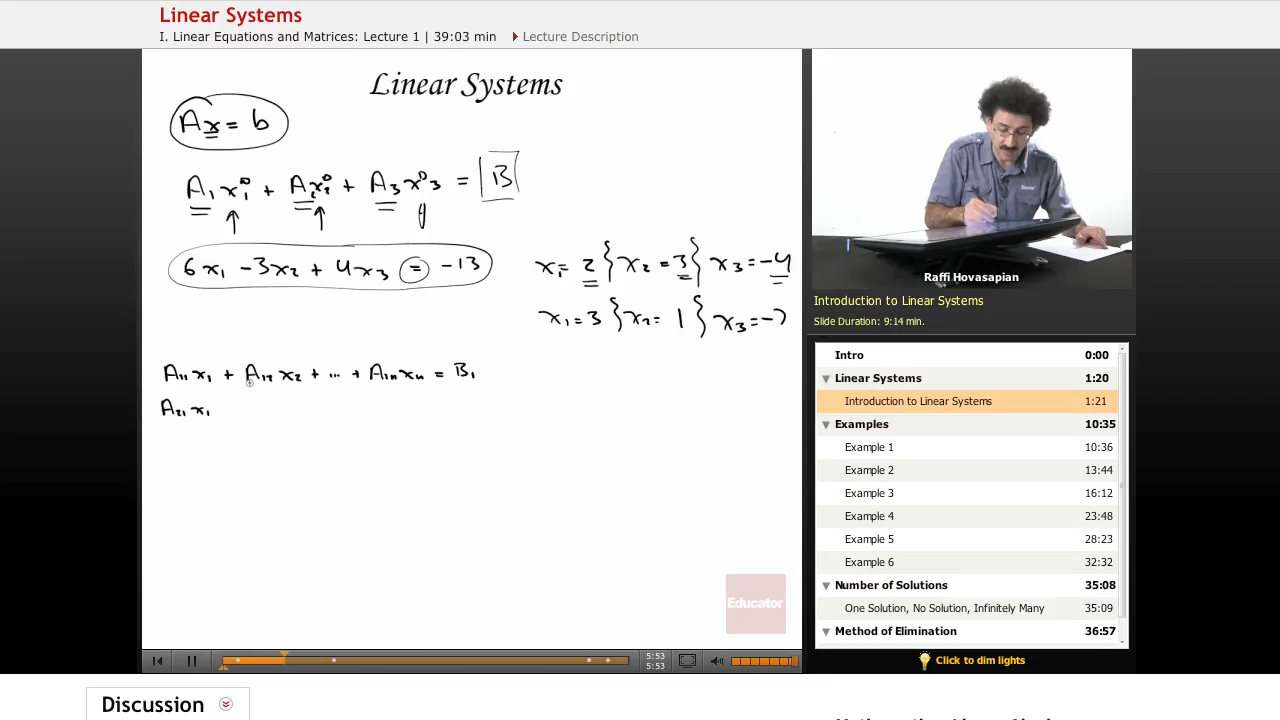 Linear Systems
I. Linear Equations and Matrices: Lecture 1 | 39:03 min Lecture Description
Linear Systems
Ax = b
A₁x₁⁰ + A₂x₂⁰ + A₃x₃⁰ = B
6x₁ -3x₂ + 4x₃ = -13
x₁= 2 } x₂ = 3 } x₃ = -4
x₁ = 3 } x₂ = 1 } x₃ = -7
A₁₁x₁ + A₁₂x₂ + ... + A₁ₙxₙ = B₁
A₂₁x₁
Educator
5:53
5:53
Raffi Hovasapian
Introduction to Linear Systems
Slide Duration: 9:14 min.
Intro 0:00
Linear Systems 1:20
Introduction to Linear Systems 1:21
Examples 10:35
Example 1 10:36
Example 2 13:44
Example 3 16:12
Example 4 23:48
Example 5 28:23
Example 6 32:32
Number of Solutions 35:08
One Solution, No Solution, Infinitely Many 35:09
Method of Elimination 36:57
Click to dim lights
Discussion